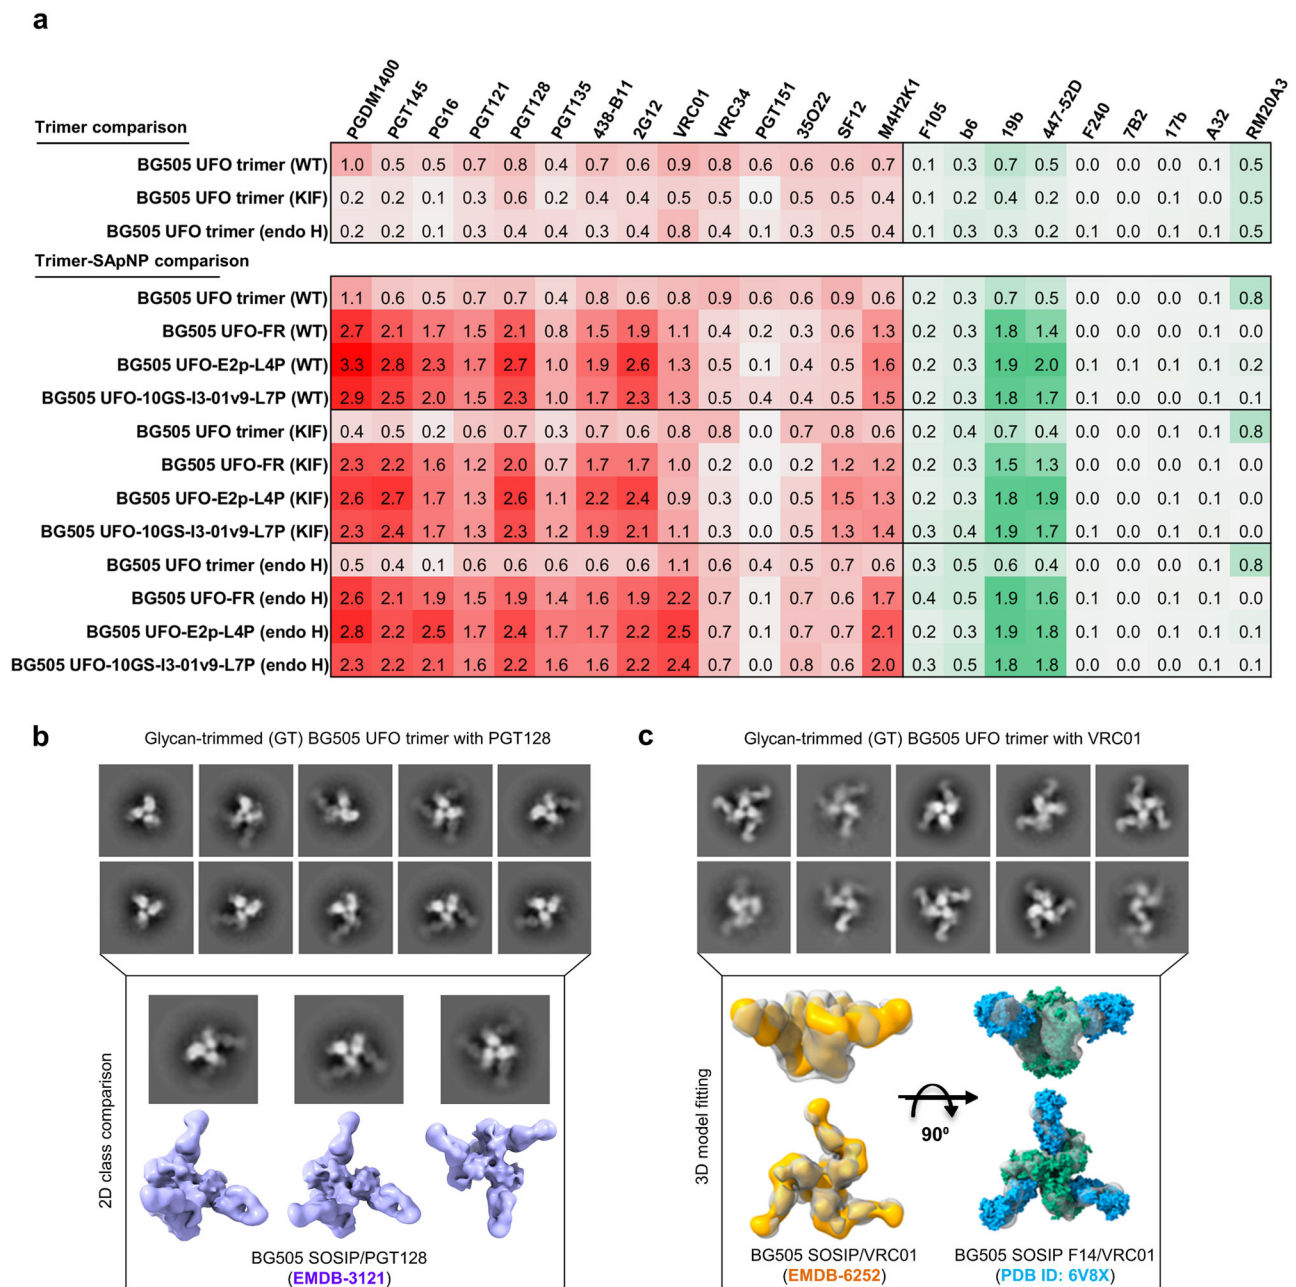 a
PGDM1400 PGT145 PG16 PGT121 PGT128 PGT135 438-B11 2G12 VRC01 VRC34 PGT151 35O22 SF12 M4H2K1 F105 b6 19b 447-52D F240 7B2 17b A32 RM20A3
Trimer comparison
BG505 UFO trimer (WT) 1.0 0.5 0.5 0.7 0.8 0.4 0.7 0.6 0.9 0.8 0.6 0.6 0.6 0.7 0.1 0.3 0.7 0.5 0.0 0.0 0.0 0.1 0.5
BG505 UFO trimer (KIF) 0.2 0.2 0.1 0.3 0.6 0.2 0.4 0.4 0.5 0.5 0.0 0.5 0.5 0.4 0.1 0.2 0.4 0.2 0.0 0.0 0.1 0.0 0.5
BG505 UFO trimer (endo H) 0.2 0.2 0.1 0.3 0.4 0.4 0.3 0.4 0.8 0.4 0.1 0.3 0.5 0.4 0.1 0.3 0.3 0.2 0.1 0.0 0.1 0.1 0.5
Trimer-SApNP comparison
BG505 UFO trimer (WT) 1.1 0.6 0.5 0.7 0.7 0.4 0.8 0.6 0.8 0.9 0.6 0.6 0.9 0.6 0.2 0.3 0.7 0.5 0.0 0.0 0.0 0.1 0.8
BG505 UFO-FR (WT) 2.7 2.1 1.7 1.5 2.1 0.8 1.5 1.9 1.1 0.4 0.2 0.3 0.6 1.3 0.2 0.3 1.8 1.4 0.0 0.0 0.0 0.1 0.0
BG505 UFO-E2p-L4P (WT) 3.3 2.8 2.3 1.7 2.7 1.0 1.9 2.6 1.3 0.5 0.1 0.4 0.5 1.6 0.2 0.3 1.9 2.0 0.1 0.1 0.1 0.1 0.2
BG505 UFO-10GS-I3-01v9-L7P (WT) 2.9 2.5 2.0 1.5 2.3 1.0 1.7 2.3 1.3 0.5 0.4 0.4 0.5 1.5 0.2 0.3 1.8 1.7 0.1 0.0 0.1 0.1 0.1
BG505 UFO trimer (KIF) 0.4 0.5 0.2 0.6 0.7 0.3 0.7 0.6 0.8 0.8 0.0 0.7 0.8 0.6 0.2 0.4 0.7 0.4 0.0 0.0 0.1 0.1 0.8
BG505 UFO-FR (KIF) 2.3 2.2 1.6 1.2 2.0 0.7 1.7 1.7 1.0 0.2 0.0 0.2 1.2 1.2 0.2 0.3 1.5 1.3 0.0 0.0 0.1 0.1 0.0
BG505 UFO-E2p-L4P (KIF) 2.6 2.7 1.7 1.3 2.6 1.1 2.2 2.4 0.9 0.3 0.0 0.5 1.5 1.3 0.2 0.3 1.8 1.9 0.1 0.0 0.1 0.1 0.0
BG505 UFO-10GS-I3-01v9-L7P (KIF) 2.3 2.4 1.7 1.3 2.3 1.2 1.9 2.1 1.1 0.3 0.0 0.5 1.3 1.4 0.3 0.4 1.9 1.7 0.1 0.0 0.1 0.1 0.0
BG505 UFO trimer (endo H) 0.5 0.4 0.1 0.6 0.6 0.6 0.6 0.6 1.1 0.6 0.4 0.5 0.7 0.6 0.3 0.5 0.6 0.4 0.0 0.0 0.0 0.1 0.8
BG505 UFO-FR (endo H) 2.6 2.1 1.9 1.5 1.9 1.4 1.6 1.9 2.2 0.7 0.1 0.7 0.6 1.7 0.4 0.5 1.9 1.6 0.1 0.0 0.1 0.1 0.0
BG505 UFO-E2p-L4P (endo H) 2.8 2.2 2.5 1.7 2.4 1.7 1.7 2.2 2.5 0.7 0.1 0.7 0.7 2.1 0.2 0.3 1.9 1.8 0.1 0.0 0.1 0.1 0.1
BG505 UFO-10GS-I3-01v9-L7P (endo H) 2.3 2.2 2.1 1.6 2.2 1.6 1.6 2.2 2.4 0.7 0.0 0.8 0.6 2.0 0.3 0.5 1.8 1.8 0.0 0.0 0.0 0.1 0.1
b
Glycan-trimmed (GT) BG505 UFO trimer with PGT128
2D class comparison
BG505 SOSIP/PGT128
(EMDB-3121)
c
Glycan-trimmed (GT) BG505 UFO trimer with VRC01
3D model fitting
90⁰
BG505 SOSIP/VRC01
(EMDB-6252)
BG505 SOSIP F14/VRC01
(PDB ID: 6V8X)